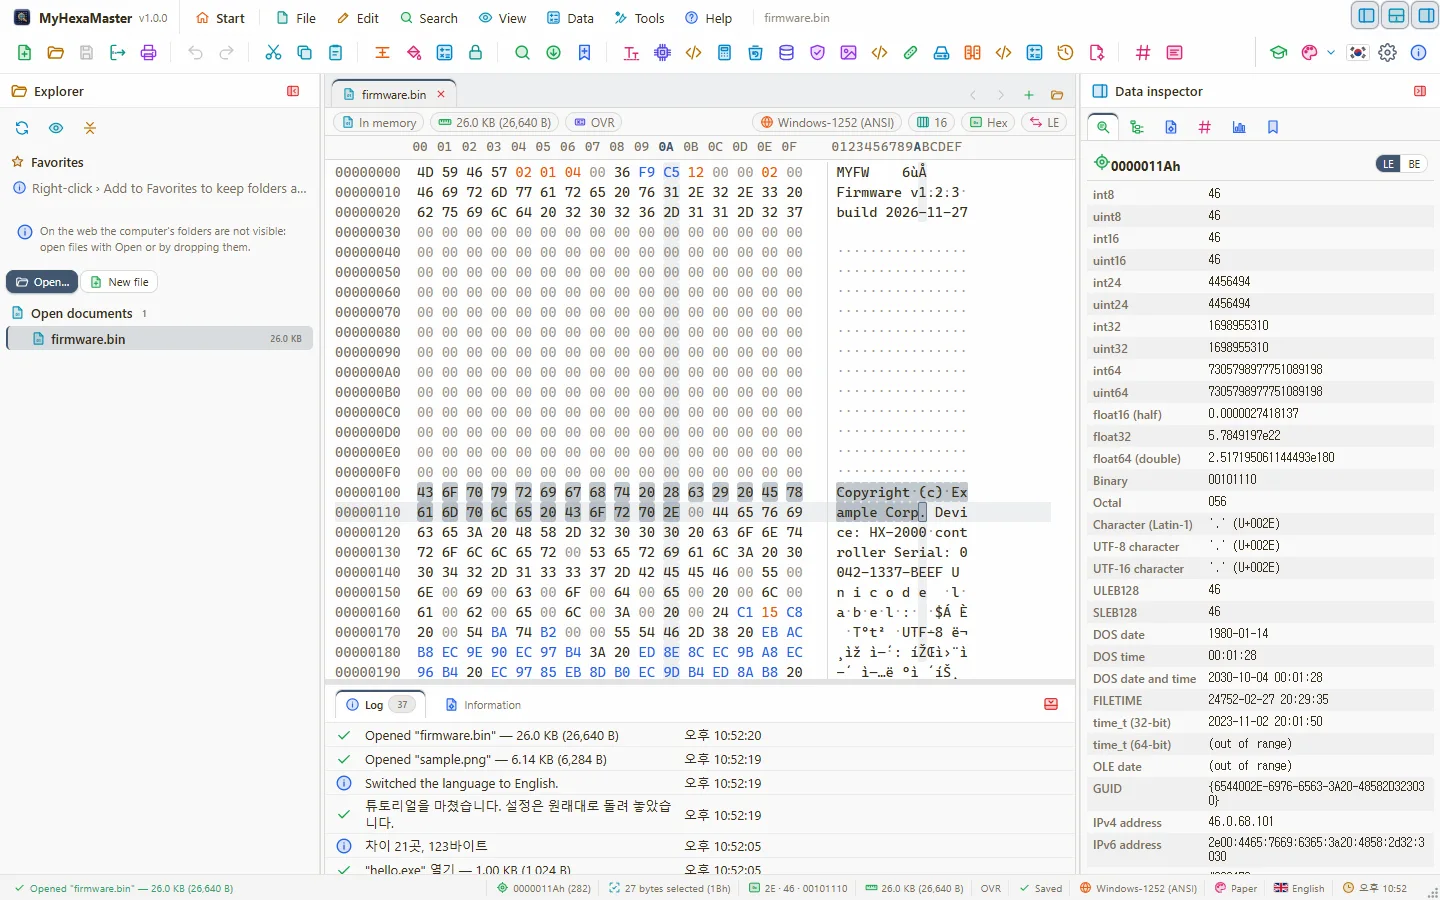 MyHexaMaster v1.0.0 Start File Edit Search View Data Tools Help firmware.bin
Explorer
Favorites
Right-click › Add to Favorites to keep folders a...
On the web the computer's folders are not visible:
open files with Open or by dropping them.
Open... New file
Open documents 1
firmware.bin 26.0 KB
firmware.bin
In memory 26.0 KB (26,640 B) OVR Windows-1252 (ANSI) 16 Hex LE
00 01 02 03 04 05 06 07 08 09 0A 0B 0C 0D 0E 0F 0123456789ABCDEF
00000000 4D 59 46 57 02 01 04 00 36 F9 C5 12 00 00 02 00 MYFW 6ùÅ
00000010 46 69 72 6D 77 61 72 65 20 76 31 2E 32 2E 33 20 Firmware v1.2.3·
00000020 62 75 69 6C 64 20 32 30 32 36 2D 31 31 2D 32 37 build 2026-11-27
00000030 00 00 00 00 00 00 00 00 00 00 00 00 00 00 00 00
00000040 00 00 00 00 00 00 00 00 00 00 00 00 00 00 00 00 ················
00000050 00 00 00 00 00 00 00 00 00 00 00 00 00 00 00 00 ················
00000060 00 00 00 00 00 00 00 00 00 00 00 00 00 00 00 00 ················
00000070 00 00 00 00 00 00 00 00 00 00 00 00 00 00 00 00 ················
00000080 00 00 00 00 00 00 00 00 00 00 00 00 00 00 00 00 ················
00000090 00 00 00 00 00 00 00 00 00 00 00 00 00 00 00 00 ················
000000A0 00 00 00 00 00 00 00 00 00 00 00 00 00 00 00 00 ················
000000B0 00 00 00 00 00 00 00 00 00 00 00 00 00 00 00 00 ················
000000C0 00 00 00 00 00 00 00 00 00 00 00 00 00 00 00 00 ················
000000D0 00 00 00 00 00 00 00 00 00 00 00 00 00 00 00 00 ················
000000E0 00 00 00 00 00 00 00 00 00 00 00 00 00 00 00 00 ················
000000F0 00 00 00 00 00 00 00 00 00 00 00 00 00 00 00 00 ················
00000100 43 6F 70 79 72 69 67 68 74 20 28 63 29 20 45 78 Copyright·(c)·Ex
00000110 61 6D 70 6C 65 20 43 6F 72 70 2E 00 44 65 76 69 ample Corp. Devi
00000120 63 65 3A 20 48 58 2D 32 30 30 30 20 63 6F 6E 74 ce: HX-2000·cont
00000130 72 6F 6C 6C 65 72 00 53 65 72 69 61 6C 3A 20 30 roller Serial: 0
00000140 30 34 32 2D 31 33 33 37 2D 42 45 45 46 00 55 00 042-1337-BEEF U
00000150 6E 00 69 00 63 00 6F 00 64 00 65 00 20 00 6C 00 n i c o d e · l
00000160 61 00 62 00 65 00 6C 00 3A 00 20 00 24 C1 15 C8 a·b·e·l·:· ·$Á È
00000170 20 00 54 BA 74 B2 00 00 55 54 46 2D 38 20 EB AC ·Tºt² ·UTF-8 ë¬
00000180 B8 EC 9E 90 EC 97 B4 3A 20 ED 8E 8C EC 9B A8 EC
00000190 96 B4 20 EC 97 85 EB 8D B0 EC 9D B4 ED 8A B8 20
Log 37 Information
Opened "firmware.bin" — 26.0 KB (26,640 B) 오후 10:52:20
Opened "sample.png" — 6.14 KB (6,284 B) 오후 10:52:19
Switched the language to English. 오후 10:52:19
튜토리얼을 마쳤습니다. 설정은 원래대로 돌려 놓았습
니다. 오후 10:52:19
차이 21곳, 123바이트 오후 10:52:05
"hello.exe" 열기 — 1.00 KB (1,024 B) 오후 10:52:05
Data inspector
0000011Ah LE BE
int8 46
uint8 46
int16 46
uint16 46
int24 4456494
uint24 4456494
int32 1698955310
uint32 1698955310
int64 7305798977751089198
uint64 7305798977751089198
float16 (half) 0.0000027418137
float32 5.7849197e22
float64 (double) 2.517195061144493e180
Binary 00101110
Octal 056
Character (Latin-1) '.' (U+002E)
UTF-8 character '.' (U+002E)
UTF-16 character '.' (U+002E)
ULEB128 46
SLEB128 46
DOS date 1980-01-14
DOS time 00:01:28
DOS date and time 2030-10-04 00:01:28
FILETIME 24752-02-27 20:29:35
time_t (32-bit) 2023-11-02 20:01:50
time_t (64-bit) (out of range)
OLE date (out of range)
GUID {6544002E-6976-6563-3A20-48582D32303
0}
IPv4 address 46.0.68.101
IPv6 address 2e00:4465:7669:6365:3a20:4858:2d32:3
030
Opened "firmware.bin" — 26.0 KB (26,640 B) 0000011Ah (282) 27 bytes selected (1Bh) 2E · 46 · 00101110 26.0 KB (26,640 B) OVR Saved Windows-1252 (ANSI) Paper English 오후 10:52